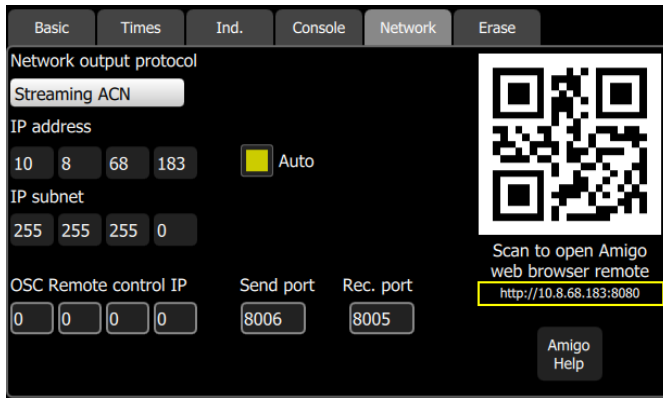 Basic Times Ind. Console Network Erase
Network output protocol
Streaming ACN
IP address
10 8 68 183 Auto
IP subnet
255 255 255 0
OSC Remote control IP Send port Rec. port
0 0 0 0 8006 8005
Scan to open Amigo
web browser remote
http://10.8.68.183:8080
Amigo
Help